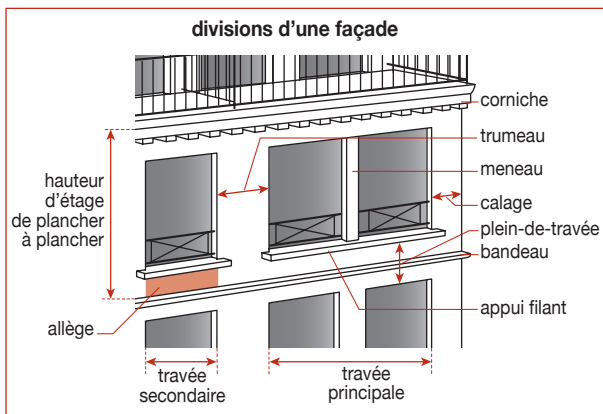 divisions d'une façade
corniche
trumeau
meneau
calage
plein-de-travée
bandeau
appui filant
hauteur
d'étage
de plancher
à plancher
allège
travée
secondaire
travée
principale